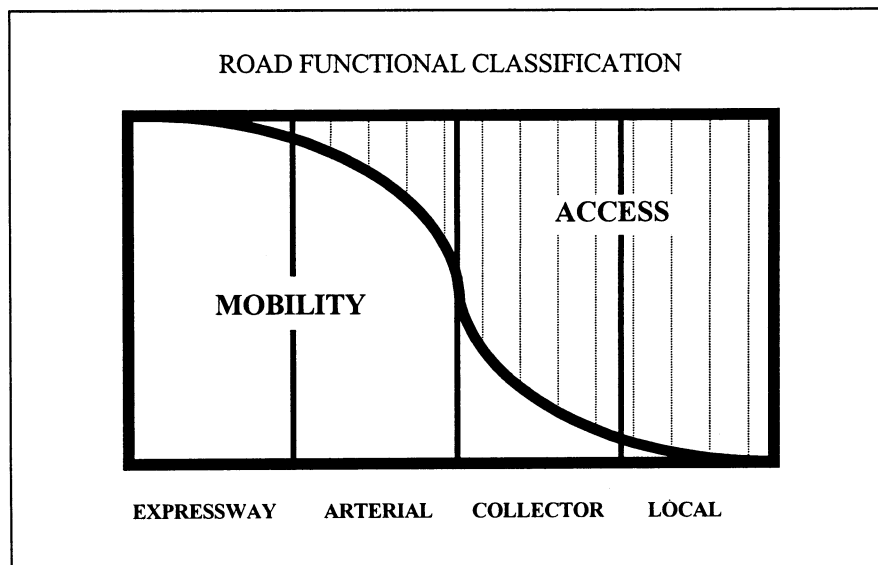 ROAD FUNCTIONAL CLASSIFICATION
ACCESS
MOBILITY
EXPRESSWAY ARTERIAL COLLECTOR LOCAL